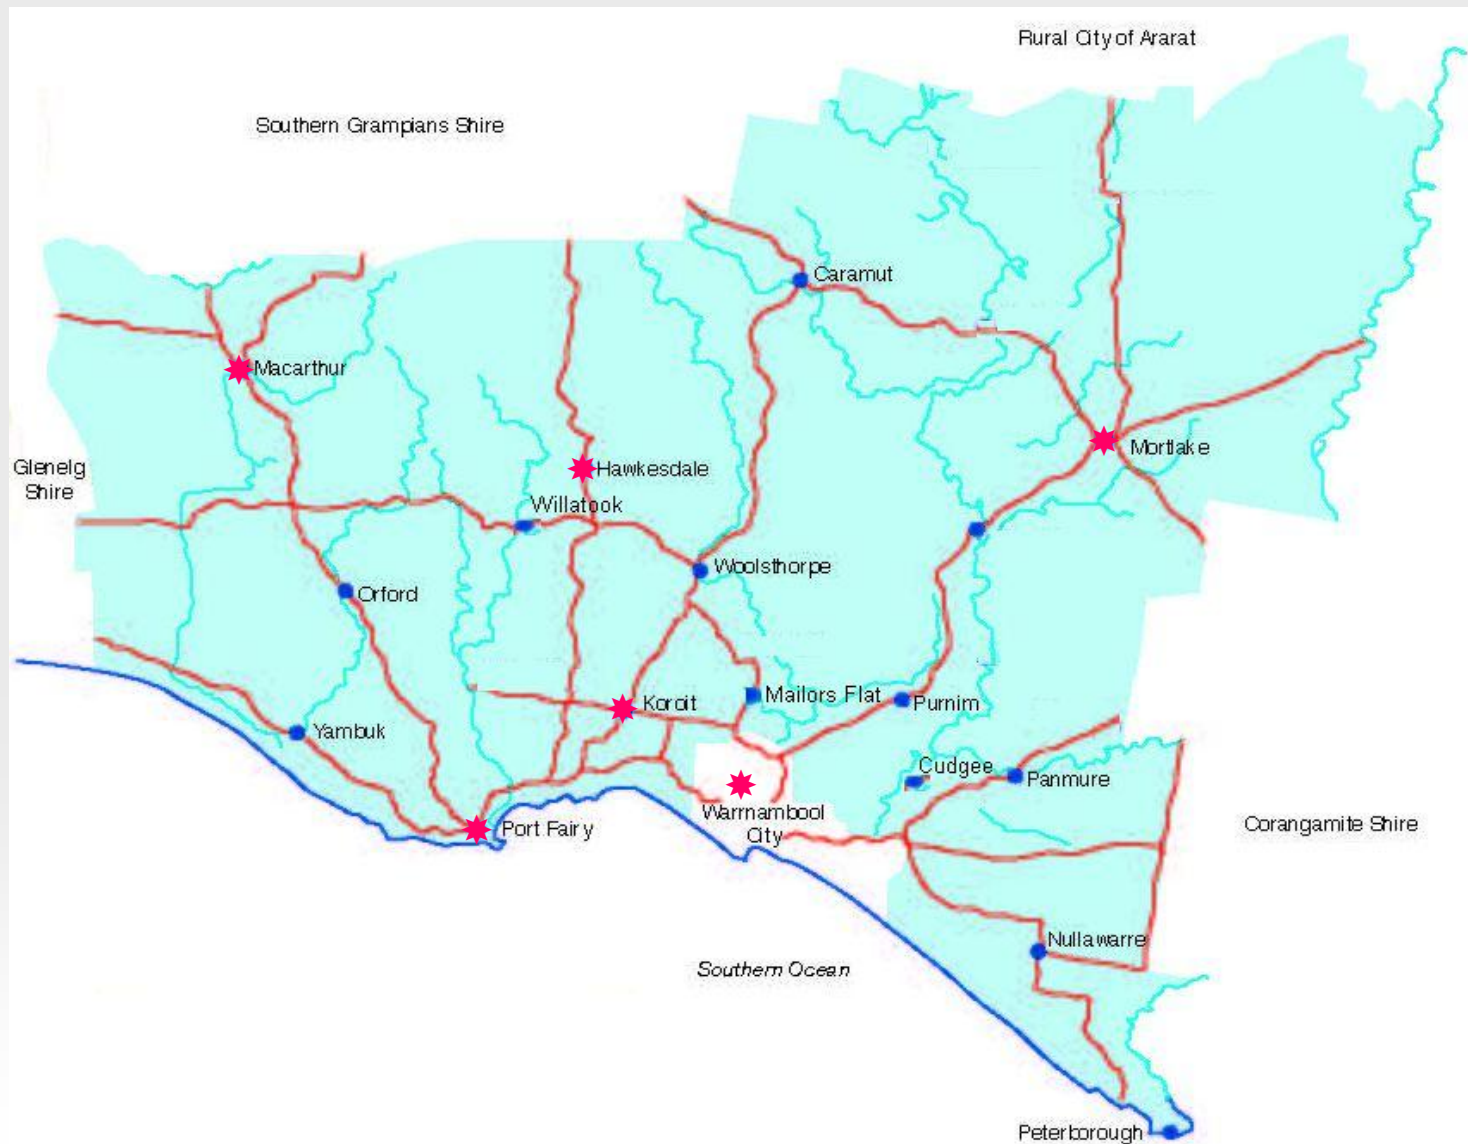 Rural City of Ararat
Southern Grampians Shire
Caramut
Macarthur
Mortlake
Glenelg
Shire
Hawkesdale
Willatook
Woolsthorpe
Orford
Mailors Flat
Koroit
Purnim
Yambuk
Cudgee
Panmure
Warrnambool
City
Port Fairy
Corangamite Shire
Nullawarre
Southern Ocean
Peterborough